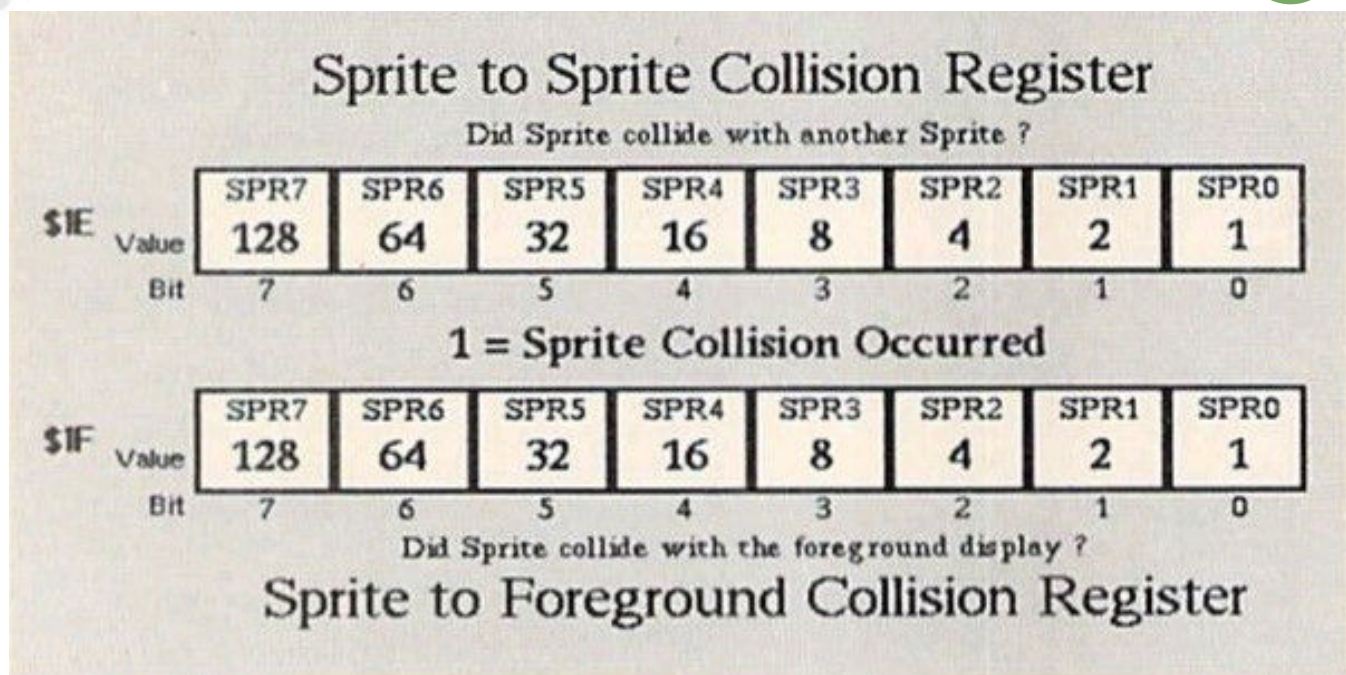 Sprite to Sprite Collision Register
Did Sprite collide with another Sprite ?
SPR7 SPR6 SPR5 SPR4 SPR3 SPR2 SPR1 SPR0
$1E Value 128 64 32 16 8 4 2 1
Bit 7 6 5 4 3 2 1 0
1 = Sprite Collision Occurred
SPR7 SPR6 SPR5 SPR4 SPR3 SPR2 SPR1 SPR0
$1F Value 128 64 32 16 8 4 2 1
Bit 7 6 5 4 3 2 1 0
Did Sprite collide with the foreground display ?
Sprite to Foreground Collision Register